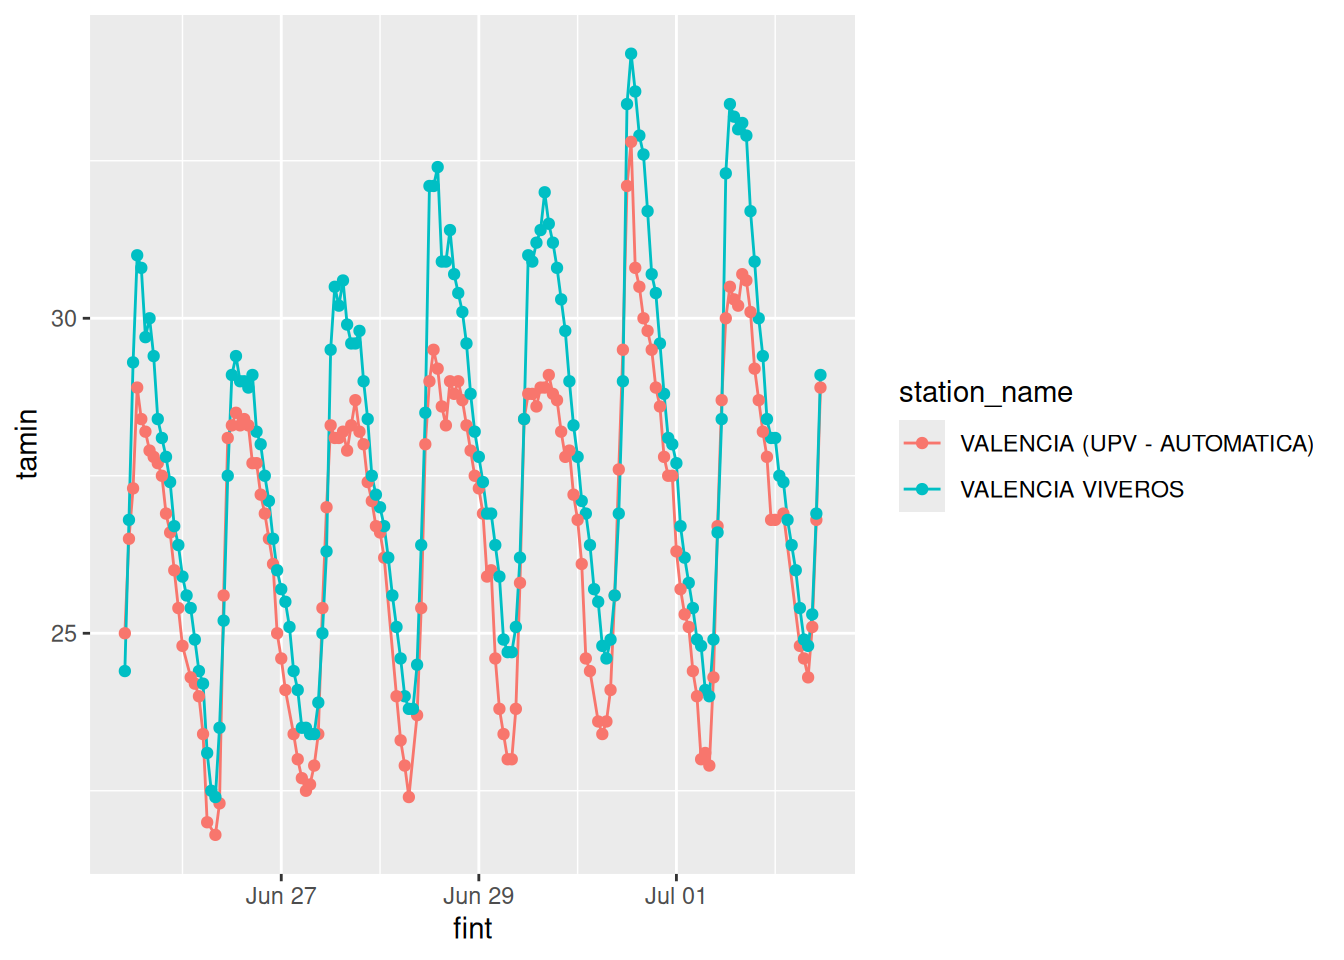 tamin
30
25
Jun 27
Jun 29
Jul 01
fint
station_name
VALENCIA (UPV - AUTOMATICA)
VALENCIA VIVEROS